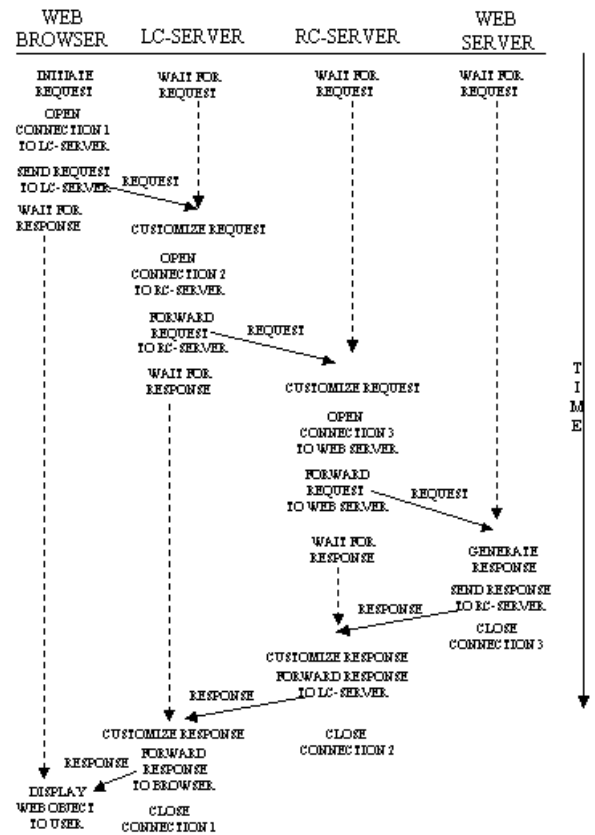 WEB
BROWSER
LC-SERVER
RC-SERVER
WEB
SERVER
INITIATE
REQUEST
WAIT FOR
REQUEST
WAIT FOR
REQUEST
WAIT FOR
REQUEST
OPEN
CONNECTION 1
TO LC-SERVER
SEND REQUEST
TO LC-SERVER
REQUEST
WAIT FOR
RESPONSE
CUSTOMIZE REQUEST
OPEN
CONNECTION 2
TO RC-SERVER
FORWARD
REQUEST
TO RC-SERVER
REQUEST
WAIT FOR
RESPONSE
CUSTOMIZE REQUEST
T
I
M
E
OPEN
CONNECTION 3
TO WEB SERVER
FORWARD
REQUEST
TO WEB SERVER
REQUEST
WAIT FOR
RESPONSE
GENERATE
RESPONSE
SEND RESPONSE
TO RC-SERVER
RESPONSE
CLOSE
CONNECTION 3
CUSTOMIZE RESPONSE
FORWARD RESPONSE
TO LC-SERVER
RESPONSE
CUSTOMIZE RESPONSE
CLOSE
CONNECTION 2
FORWARD
RESPONSE
TO BROWSER
RESPONSE
DISPLAY
WEB OBJECT
TO USER
CLOSE
CONNECTION 1